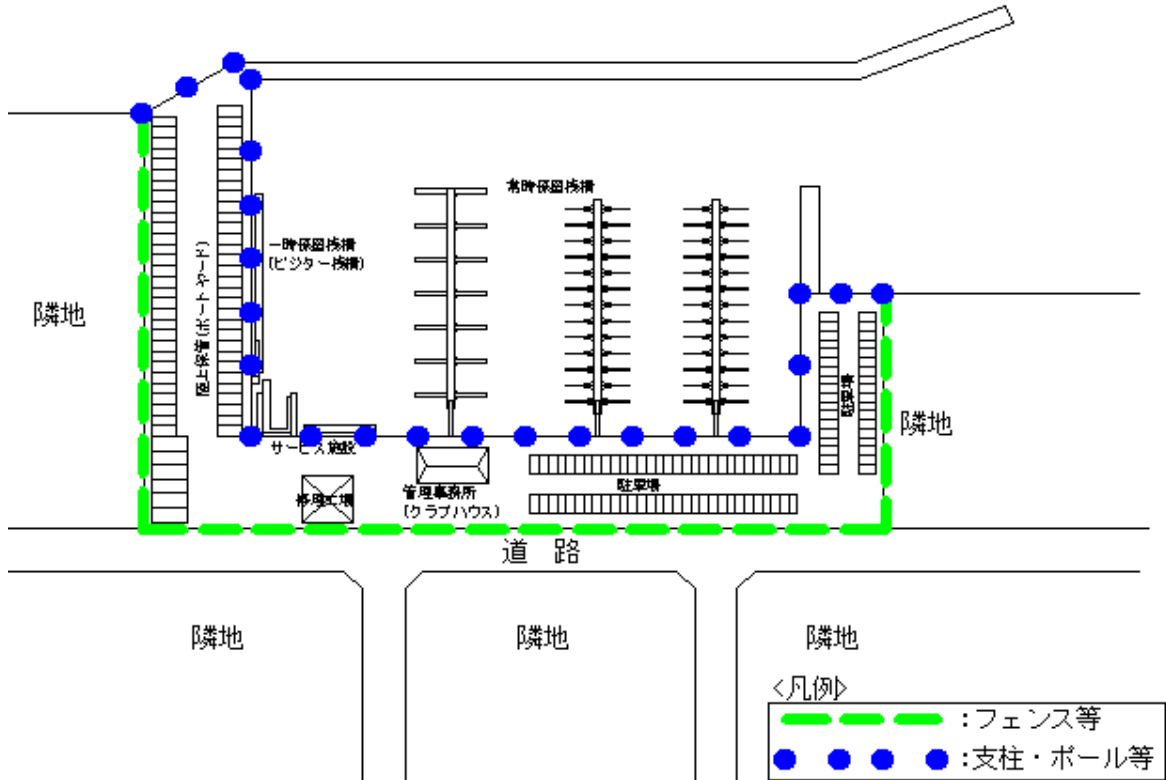 常時係留桟橋
一時係留桟橋
(ビジター桟橋)
隣地
陸上保管(ボートヤード)
駐車場
隣地
サービス施設
修理工場
管理事務所
(クラブハウス)
駐車場
道 路
隣地
隣地
隣地
<凡例>
:フェンス等
:支柱・ポール等